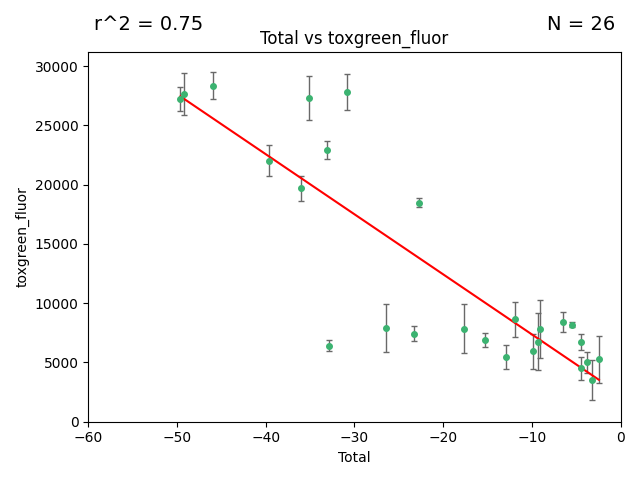 r^2 = 0.75
N = 26
Total vs toxgreen_fluor
30000
25000
20000
15000
10000
5000
0
toxgreen_fluor
−60
−50
−40
−30
−20
−10
0
Total